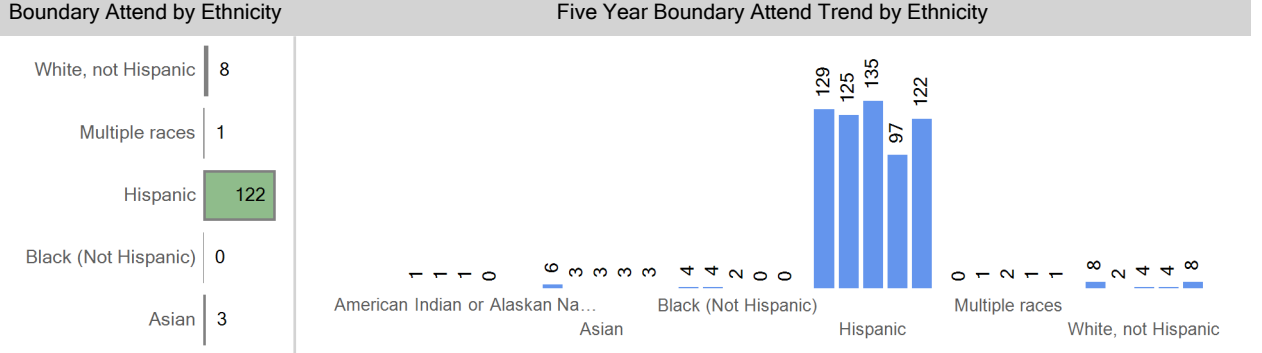 Boundary Attend by Ethnicity
White, not Hispanic 8
Multiple races 1
Hispanic 122
Black (Not Hispanic) 0
Asian 3
Five Year Boundary Attend Trend by Ethnicity
1 1 1 0 6 3 3 3 3 4 4 2 0 0 129 125 135 97 122 0 1 2 1 1 8 2 4 4 8
American Indian or Alaskan Na... Black (Not Hispanic) Multiple races
Asian Hispanic White, not Hispanic